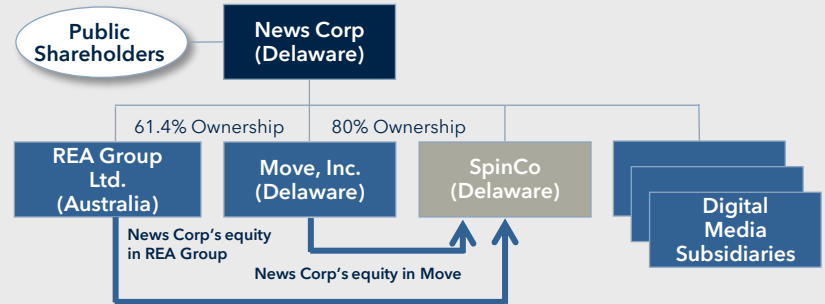 Public
Shareholders
News Corp
(Delaware)
61.4% Ownership
80% Ownership
REA Group
Ltd.
(Australia)
Move, Inc.
(Delaware)
SpinCo
(Delaware)
Digital
Media
Subsidiaries
News Corp's equity
in REA Group
News Corp's equity in Move